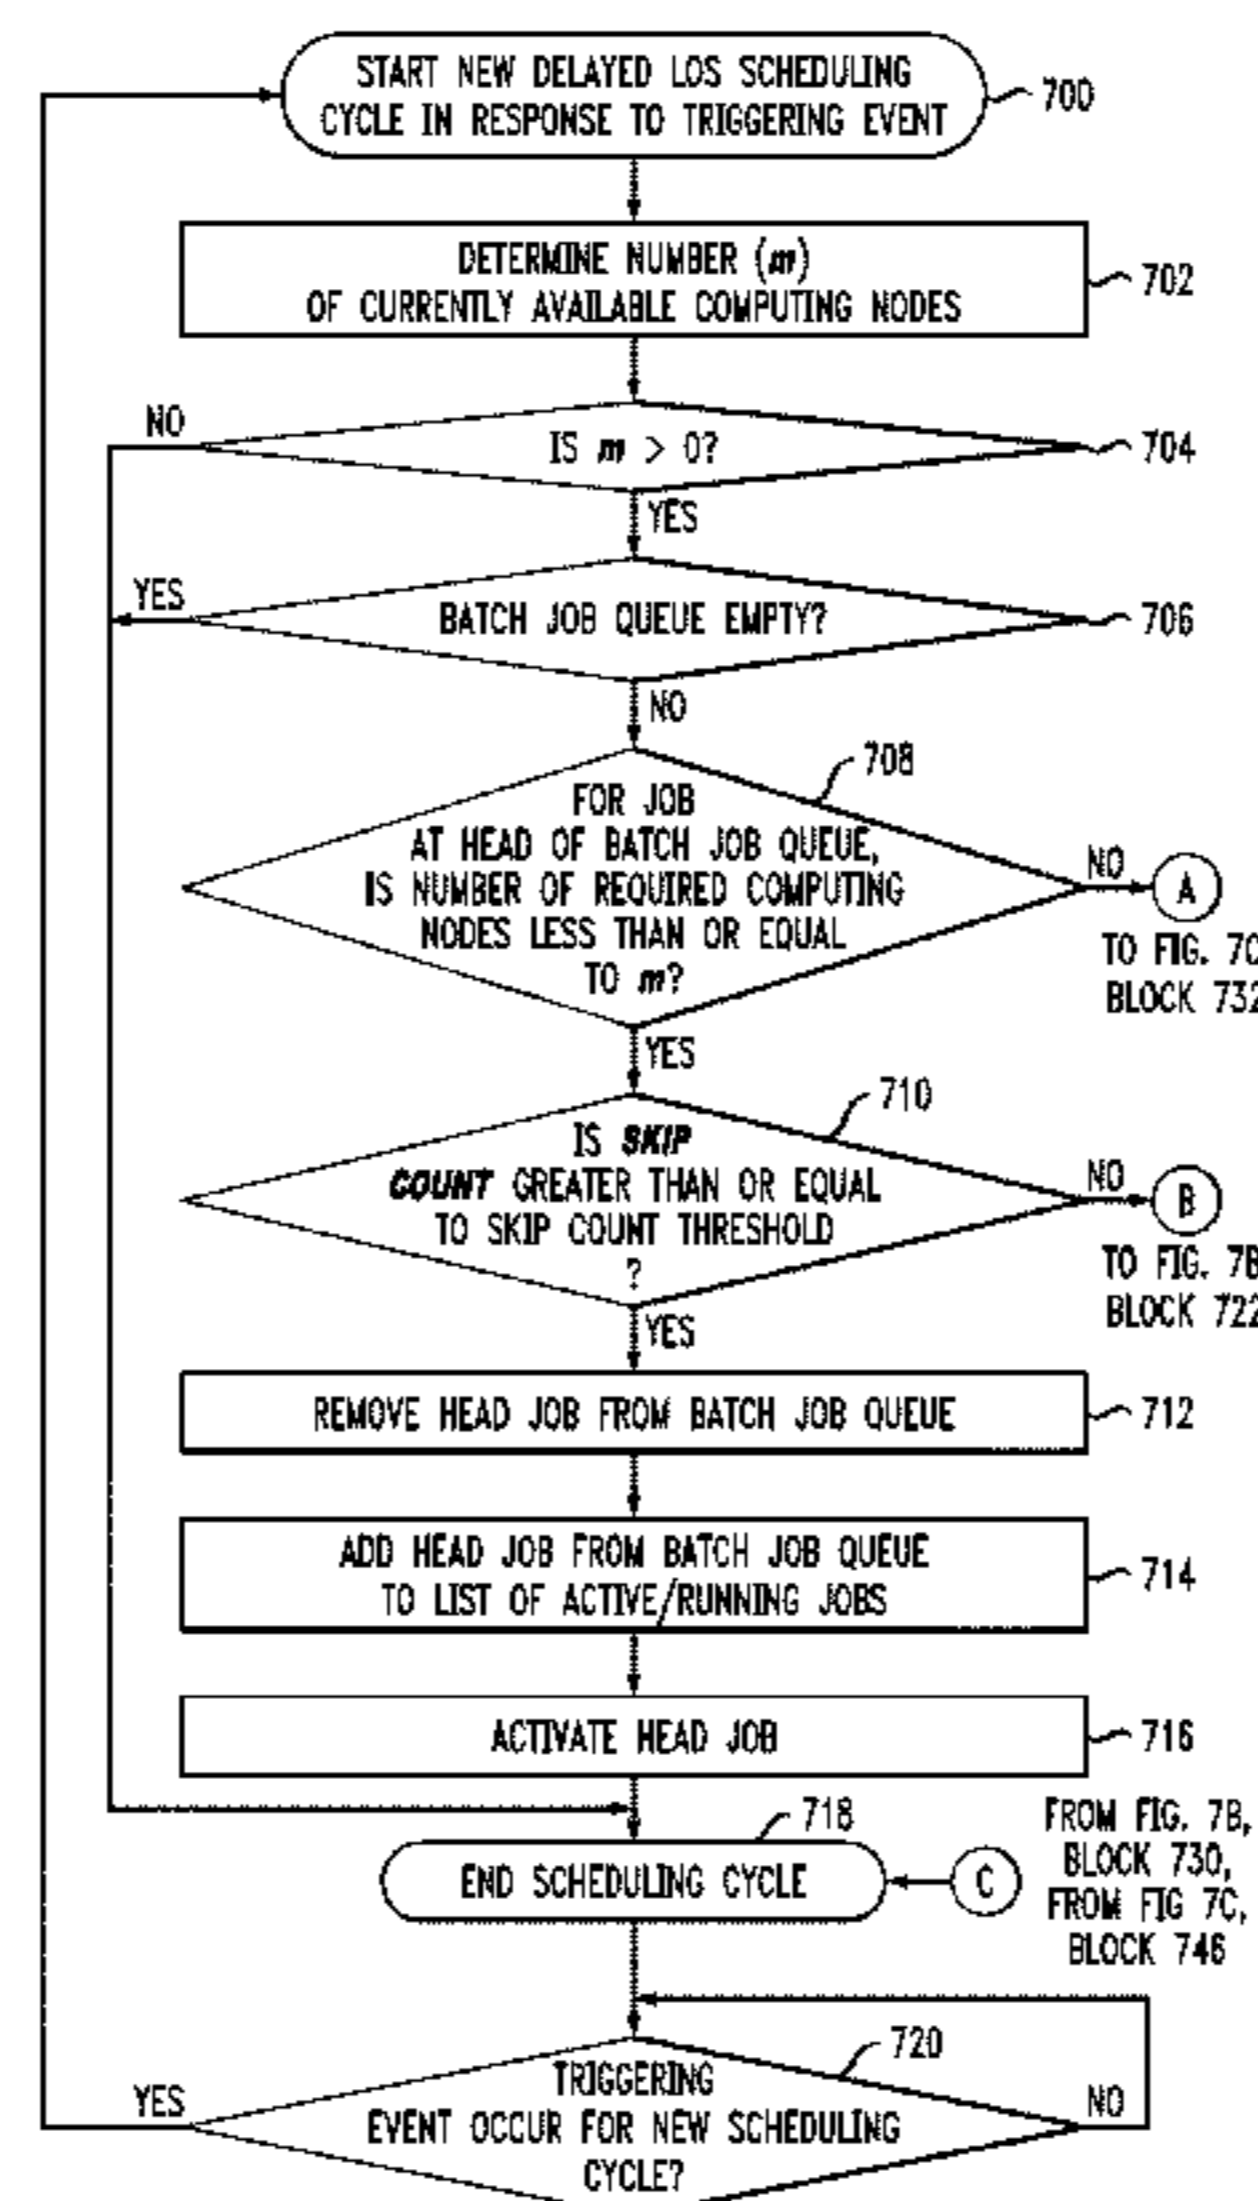 START NEW DELAYED LOS SCHEDULING
CYCLE IN RESPONSE TO TRIGGERING EVENT
700
DETERMINE NUMBER (m)
OF CURRENTLY AVAILABLE COMPUTING NODES
702
NO
IS m > 0?
704
YES
YES
BATCH JOB QUEUE EMPTY?
706
NO
708
FOR JOB
AT HEAD OF BATCH JOB QUEUE,
IS NUMBER OF REQUIRED COMPUTING
NODES LESS THAN OR EQUAL
TO m?
NO
A
TO FIG. 7C
BLOCK 732
YES
710
IS SKIP
COUNT GREATER THAN OR EQUAL
TO SKIP COUNT THRESHOLD
?
NO
B
TO FIG. 7B
BLOCK 722
YES
REMOVE HEAD JOB FROM BATCH JOB QUEUE
712
ADD HEAD JOB FROM BATCH JOB QUEUE
TO LIST OF ACTIVE/RUNNING JOBS
714
ACTIVATE HEAD JOB
716
718
END SCHEDULING CYCLE
C
FROM FIG. 7B,
BLOCK 730,
FROM FIG 7C,
BLOCK 746
720
YES
TRIGGERING
EVENT OCCUR FOR NEW SCHEDULING
CYCLE?
NO